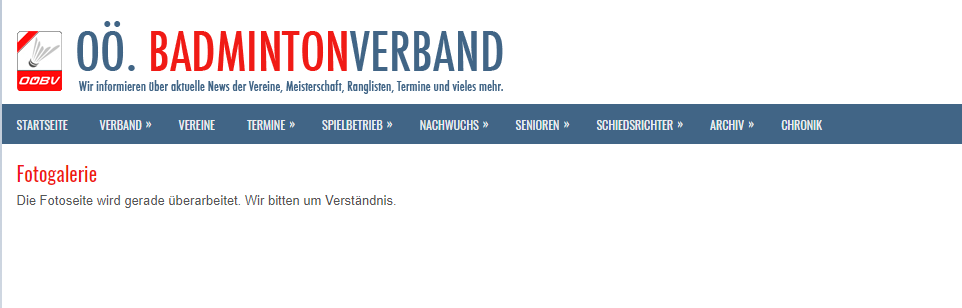 OÖBV
OÖ. BADMINTONVERBAND
Wir informieren über aktuelle News der Vereine, Meisterschaft, Ranglisten, Termine und vieles mehr.
STARTSEITE VERBAND » VEREINE TERMINE » SPIELBETRIEB » NACHWUCHS » SENIOREN » SCHIEDSRICHTER » ARCHIV » CHRONIK
Fotogalerie
Die Fotoseite wird gerade überarbeitet. Wir bitten um Verständnis.